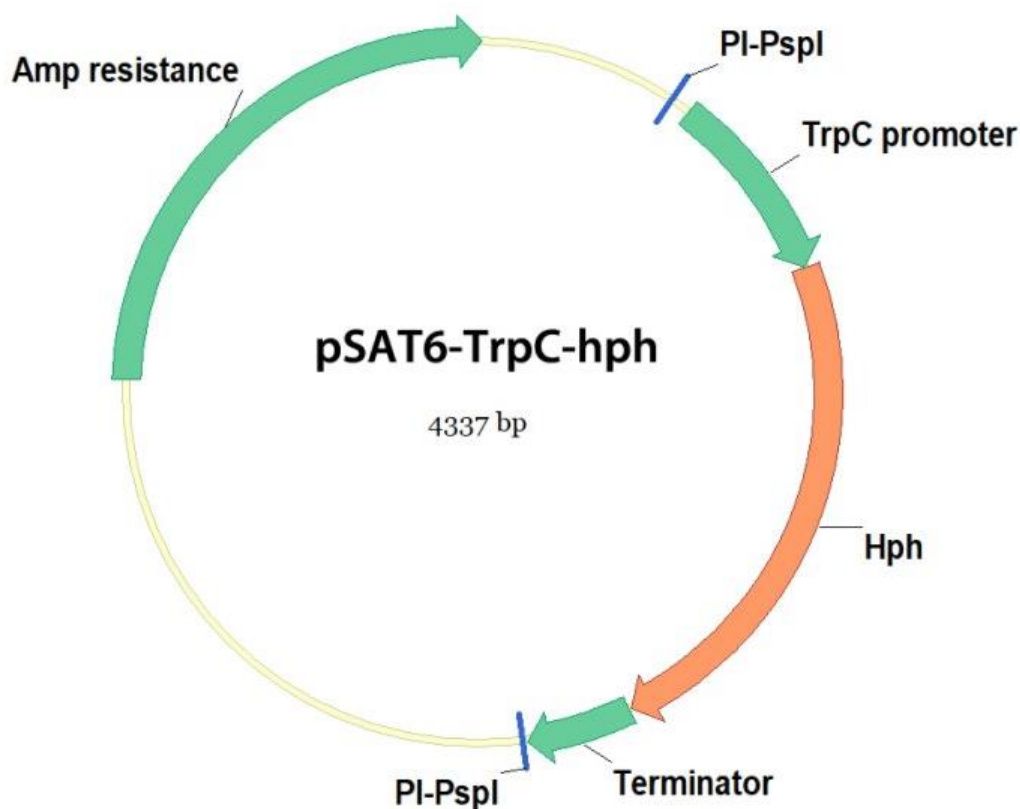 PI-PspI
Amp resistance
TrpC promoter
pSAT6-TrpC-hph
4337 bp
Hph
Terminator
PI-PspI